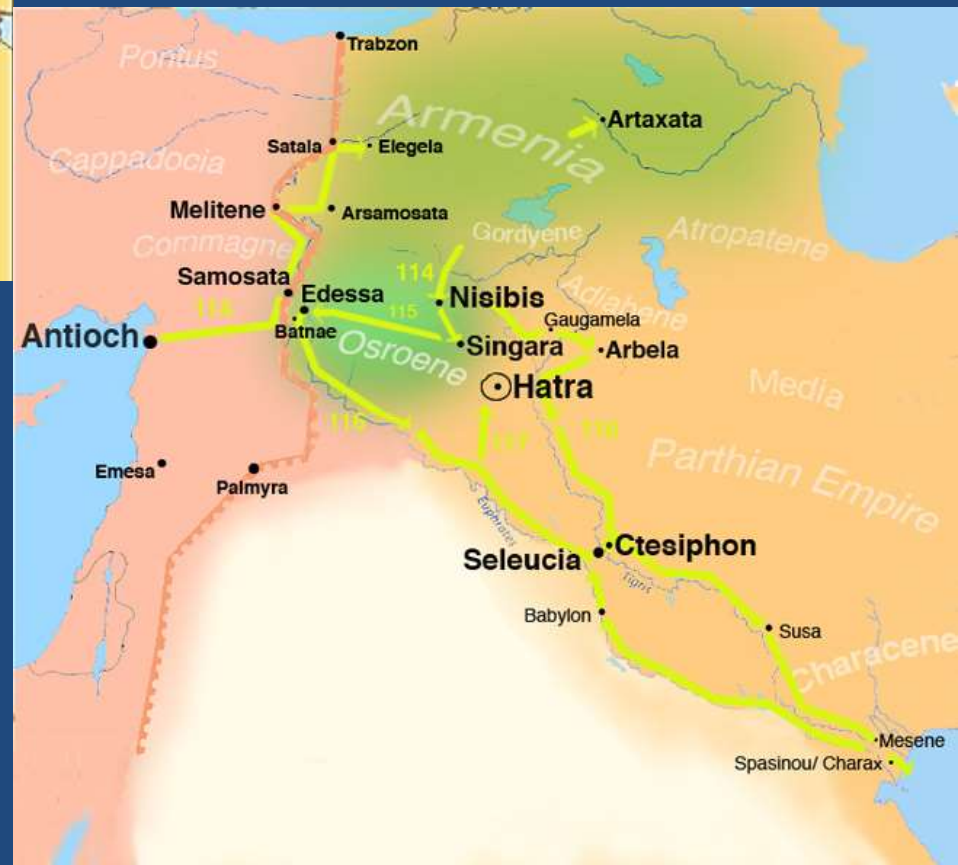 Trabzon
Pontus
Armenia
Artaxata
Satala
Elegela
Cappadocia
Melitene
Arsamosata
Commagne
Gordyene
Atropatene
Samosata
114
Adiabene
Edessa
115
Nisibis
Gaugamela
Antioch
Batnae
Osroene
Singara
Arbela
Hatra
Media
116
117
116
Parthian Empire
Emesa
Palmyra
Euphrates
Seleucia
Ctesiphon
Tigris
Babylon
Susa
Characene
Mesene
Spasinou/ Charax